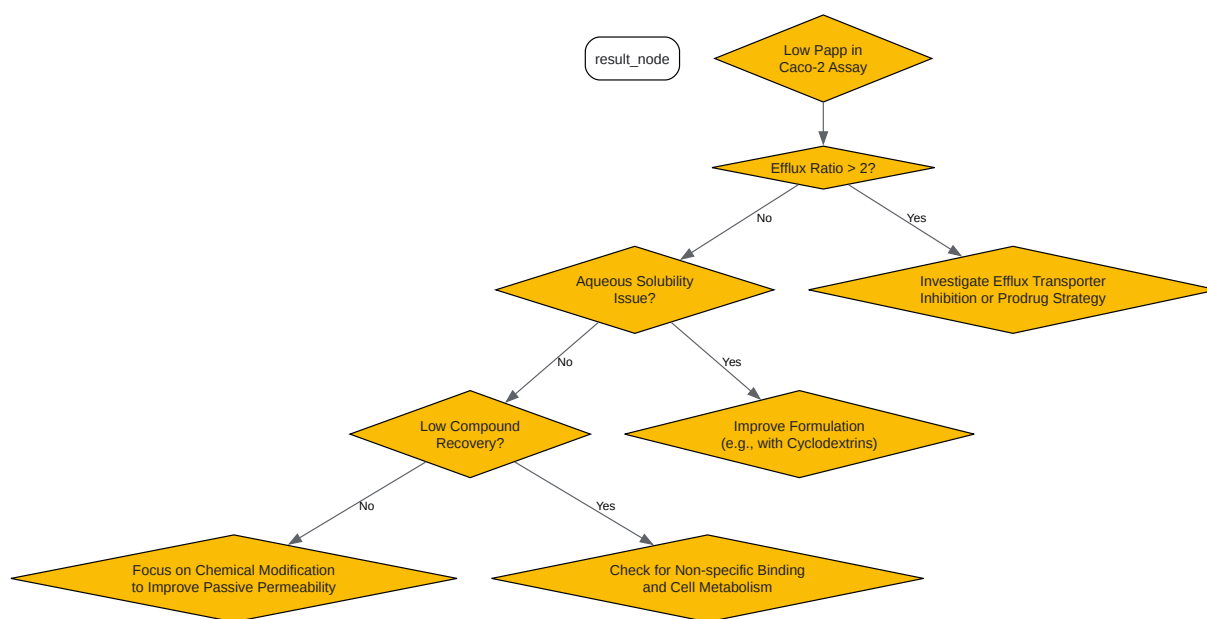 result_node
Low Papp in
Caco-2 Assay
Efflux Ratio > 2?
No
Yes
Aqueous Solubility
Issue?
Investigate Efflux Transporter
Inhibition or Prodrug Strategy
No
Yes
Low Compound
Recovery?
Improve Formulation
(e.g., with Cyclodextrins)
No
Yes
Focus on Chemical Modification
to Improve Passive Permeability
Check for Non-specific Binding
and Cell Metabolism